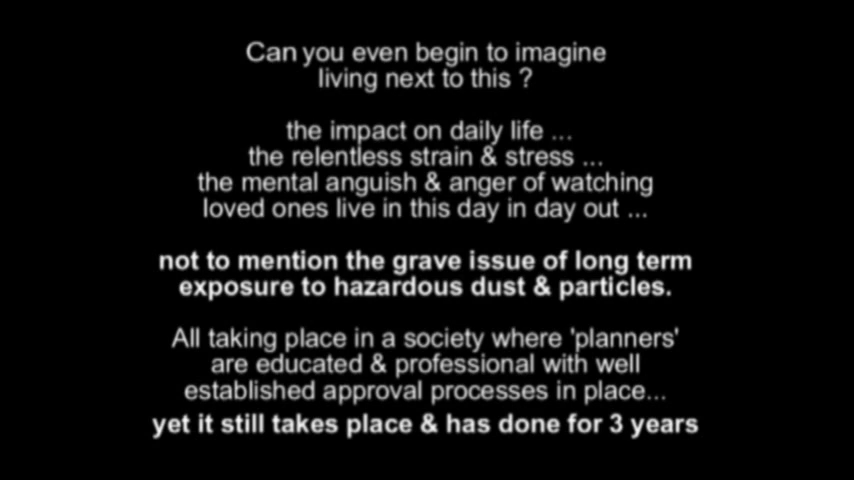 Can you even begin to imagine
living next to this ?
the impact on daily life ...
the relentless strain & stress ...
the mental anguish & anger of watching
loved ones live in this day in day out ...
not to mention the grave issue of long term
exposure to hazardous dust & particles.
All taking place in a society where 'planners'
are educated & professional with well
established approval processes in place...
yet it still takes place & has done for 3 years